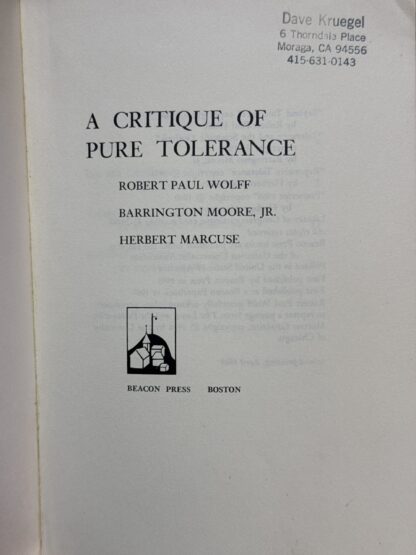 Dave Kruegel
6 Thorndale Place
Moraga, CA 94556
415-631-0143
A CRITIQUE OF
PURE TOLERANCE
ROBERT PAUL WOLFF
BARRINGTON MOORE, JR.
HERBERT MARCUSE
BEACON PRESS BOSTON